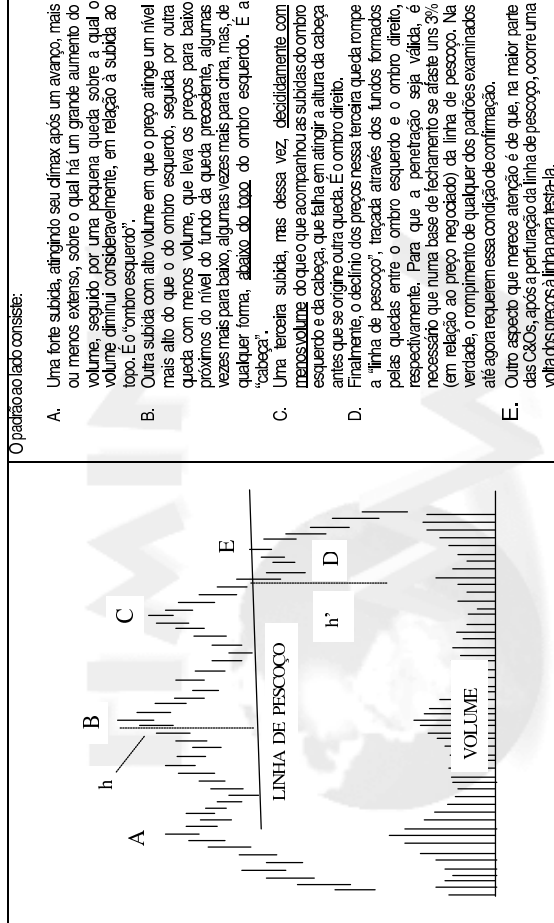 O padrão ao lado consiste:
A. Uma forte subida, atingindo seu clímax após um avanço, mais
ou menos extenso, sobre o qual há um grande aumento do
volume, seguido por uma pequena queda sobre a qual o
volume diminui consideravelmente, em relação à subida ao
topo. É o “ombro esquerdo”.
B. Outra subida com alto volume em que o preço atinge um nível
mais alto do que o do ombro esquerdo, seguida por outra
queda com menos volume, que leva os preços para baixo
próximos do nível do fundo da queda precedente, algumas
vezes mais para baixo, algumas vezes mais para cima, mas, de
qualquer forma, abaixo do topo do ombro esquerdo. É a
“cabeça”.
C. Uma terceira subida, mas dessa vez, decididamente com
menos volume do que o que acompanhou as subidas do ombro
esquerdo e da cabeça, que falha em atingir a altura da cabeça
antes que se origine outra queda. É o ombro direito.
D. Finalmente, o declínio dos preços nessa terceira queda rompe
a “linha de pescoço”, traçada através dos fundos formados
pelas quedas entre o ombro esquerdo e o ombro direito,
respectivamente. Para que a penetração seja válida, é
necessário que numa base de fechamento se afaste uns 3%
(em relação ao preço negociado) da linha de pescoço. Na
verdade, o rompimento de qualquer dos padrões examinados
até agora requerem essa condição de confirmação.
E. Outro aspecto que merece atenção é de que, na maior parte
das C&Os, após a perfuração da linha de pescoço, ocorre uma
volta dos preços à linha para testá-la.
A
h
B
C
E
LINHA DE PESCOÇO
h'
D
VOLUME